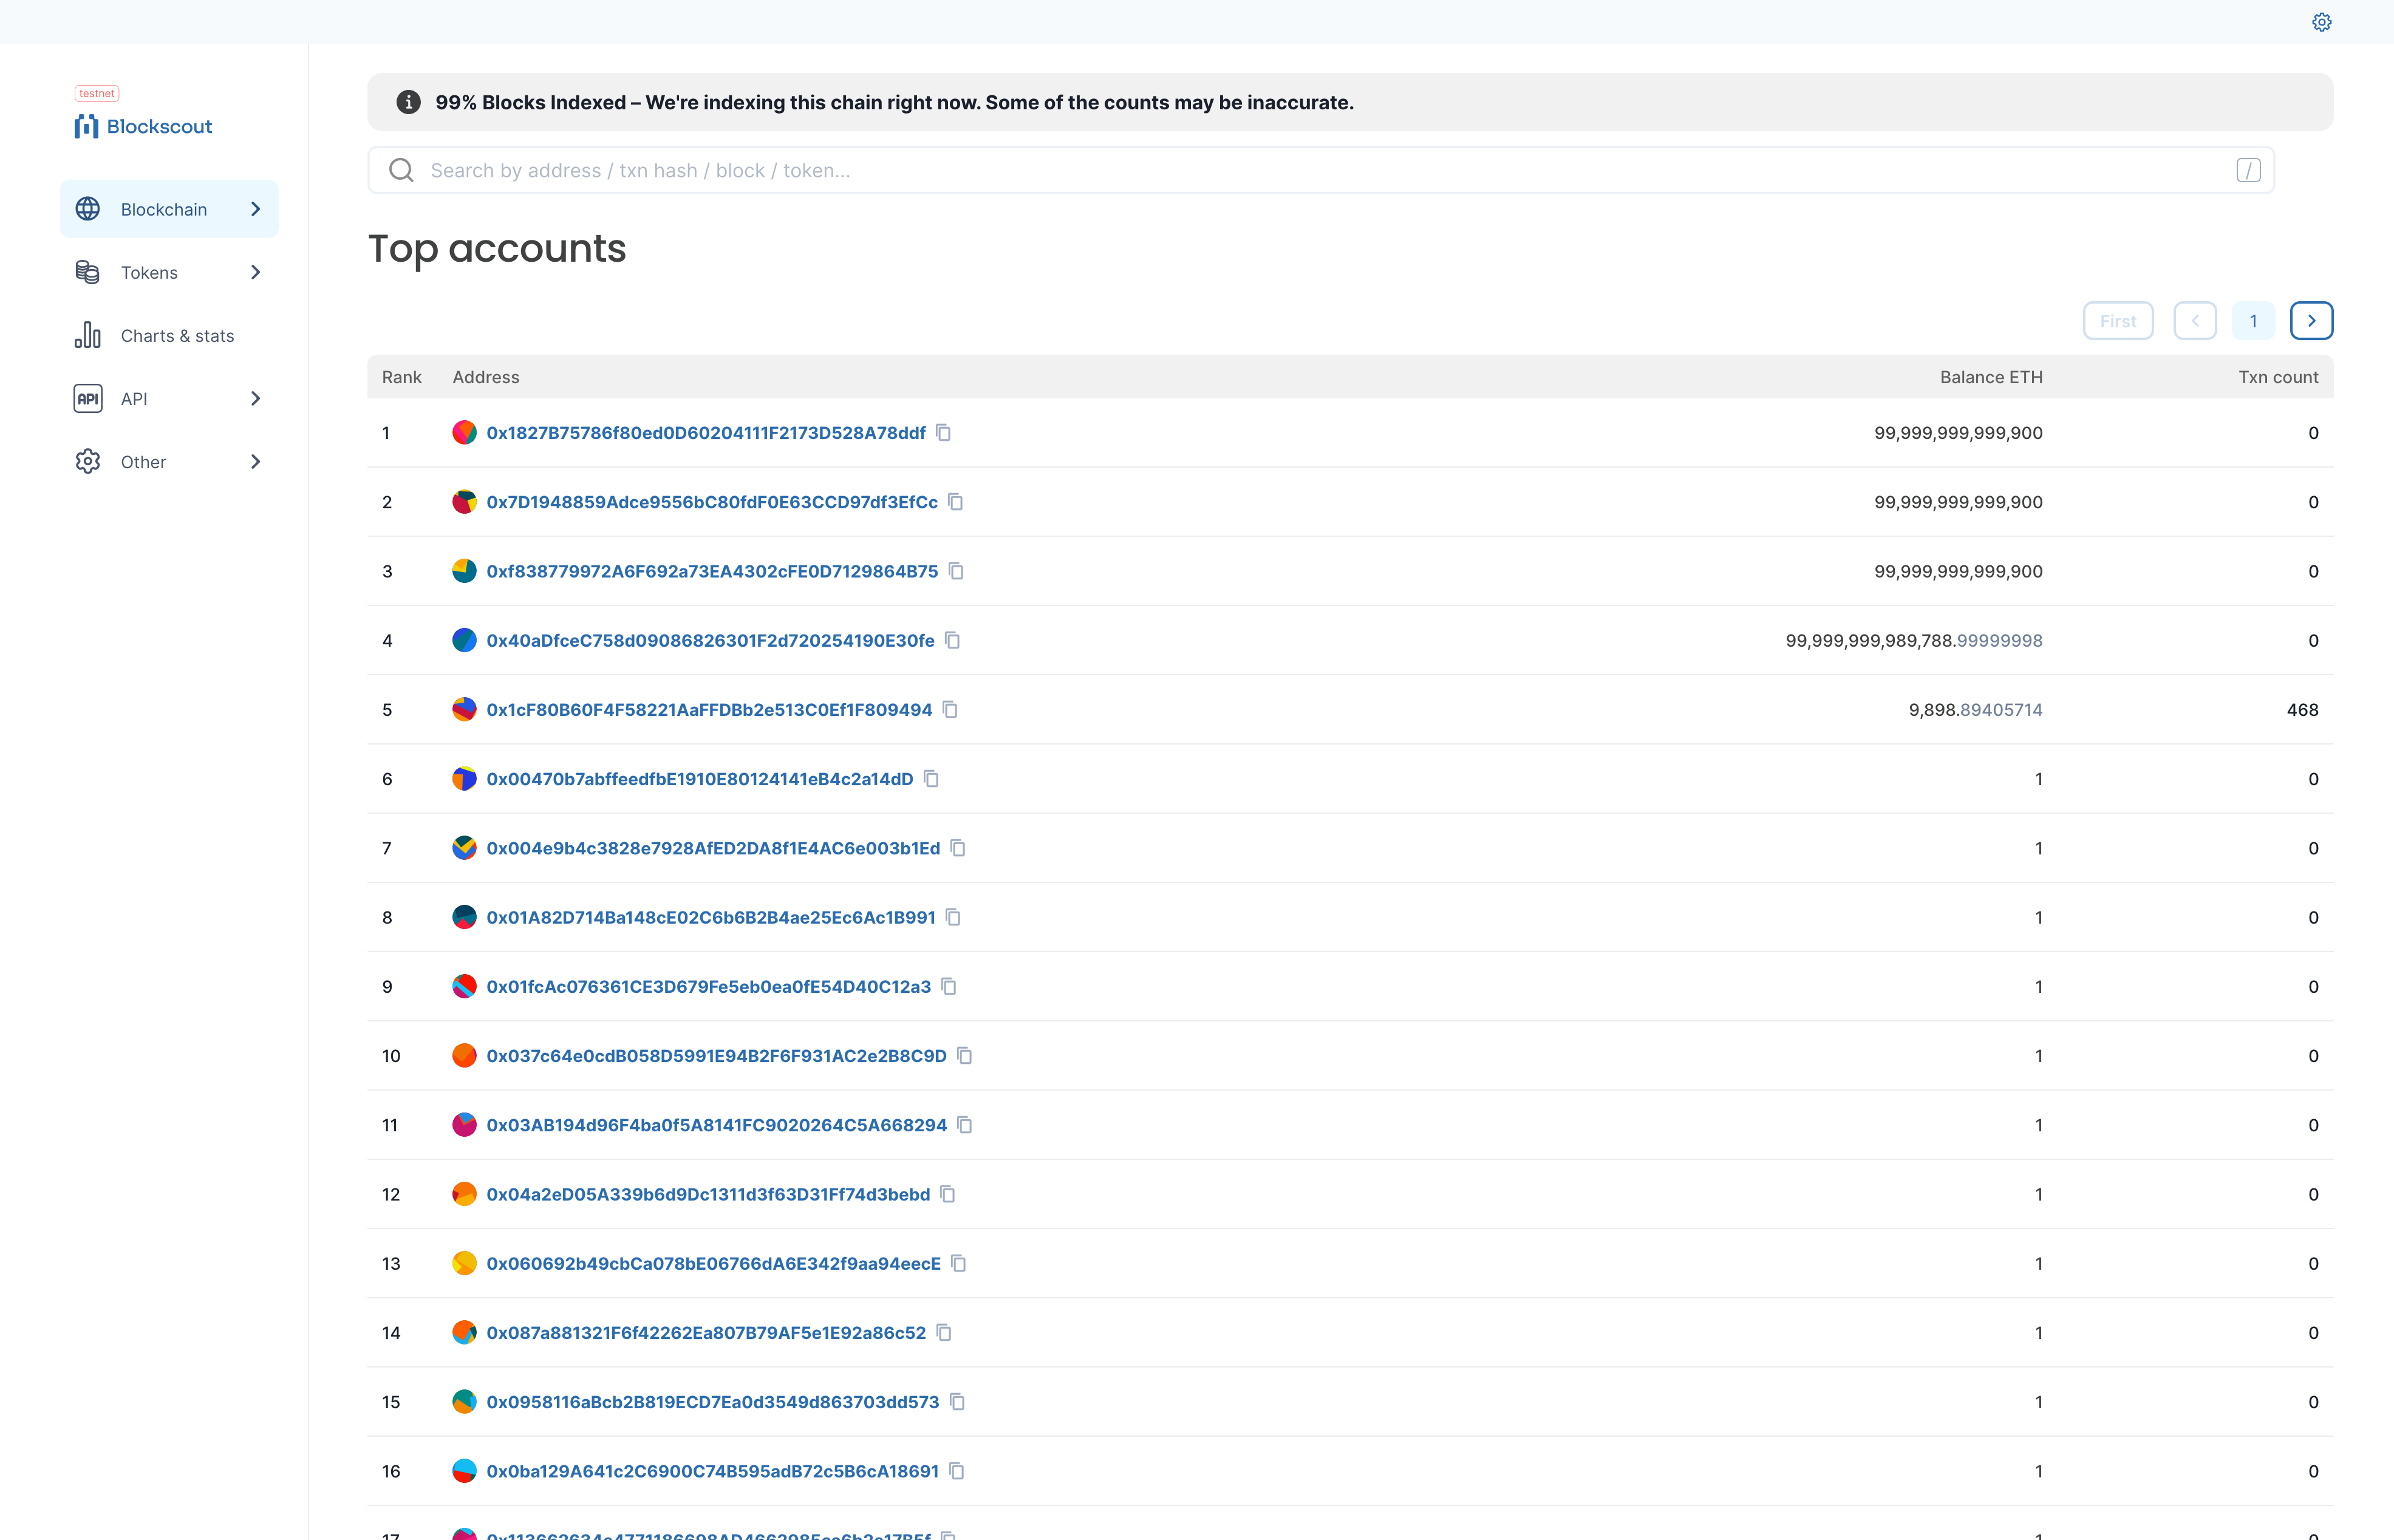 testnet
Blockscout
Blockchain
Tokens
Charts & stats
API API
Other
99% Blocks Indexed – We're indexing this chain right now. Some of the counts may be inaccurate.
Search by address / txn hash / block / token... /
Top accounts
First 1
Rank Address Balance ETH Txn count
1 0x1827B75786f80ed0D60204111F2173D528A78ddf 99,999,999,999,900 0
2 0x7D1948859Adce9556bC80fdF0E63CCD97df3EfCc 99,999,999,999,900 0
3 0xf838779972A6F692a73EA4302cFE0D7129864B75 99,999,999,999,900 0
4 0x40aDfceC758d09086826301F2d720254190E30fe 99,999,999,989,788.99999998 0
5 0x1cF80B60F4F58221AaFFDBb2e513C0Ef1F809494 9,898.89405714 468
6 0x00470b7abffeedfbE1910E80124141eB4c2a14dD 1 0
7 0x004e9b4c3828e7928AfED2DA8f1E4AC6e003b1Ed 1 0
8 0x01A82D714Ba148cE02C6b6B2B4ae25Ec6Ac1B991 1 0
9 0x01fcAc076361CE3D679Fe5eb0ea0fE54D40C12a3 1 0
10 0x037c64e0cdB058D5991E94B2F6F931AC2e2B8C9D 1 0
11 0x03AB194d96F4ba0f5A8141FC9020264C5A668294 1 0
12 0x04a2eD05A339b6d9Dc1311d3f63D31Ff74d3bebd 1 0
13 0x060692b49cbCa078bE06766dA6E342f9aa94eecE 1 0
14 0x087a881321F6f42262Ea807B79AF5e1E92a86c52 1 0
15 0x0958116aBcb2B819ECD7Ea0d3549d863703dd573 1 0
16 0x0ba129A641c2C6900C74B595adB72c5B6cA18691 1 0
17 1 0